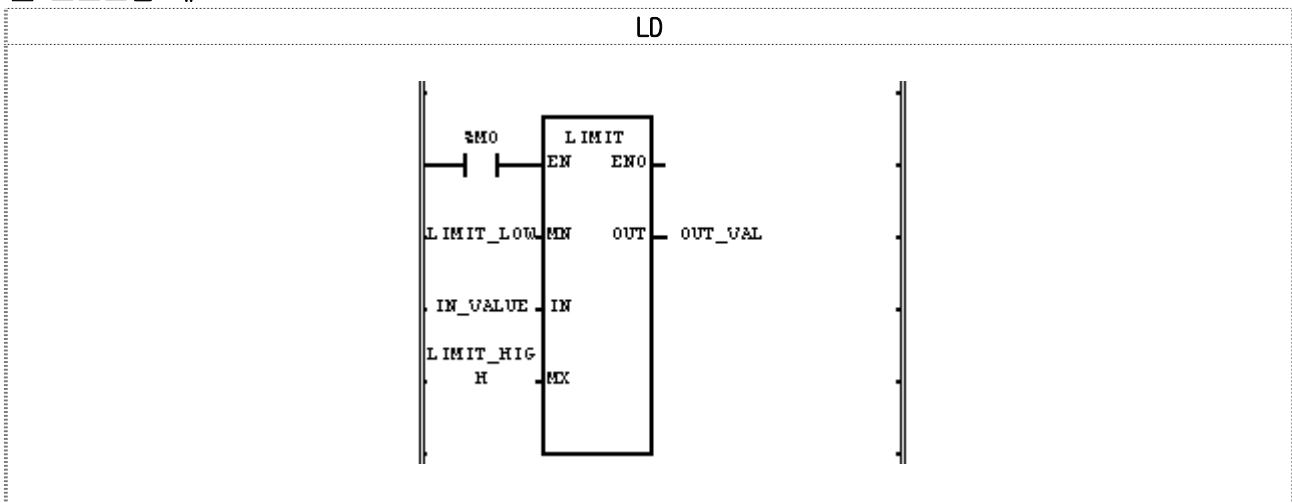 LD
%M0
LIMIT
EN ENO
LIMIT_LOW MN OUT OUT_VAL
IN_VALUE IN
LIMIT_HIG
H MX